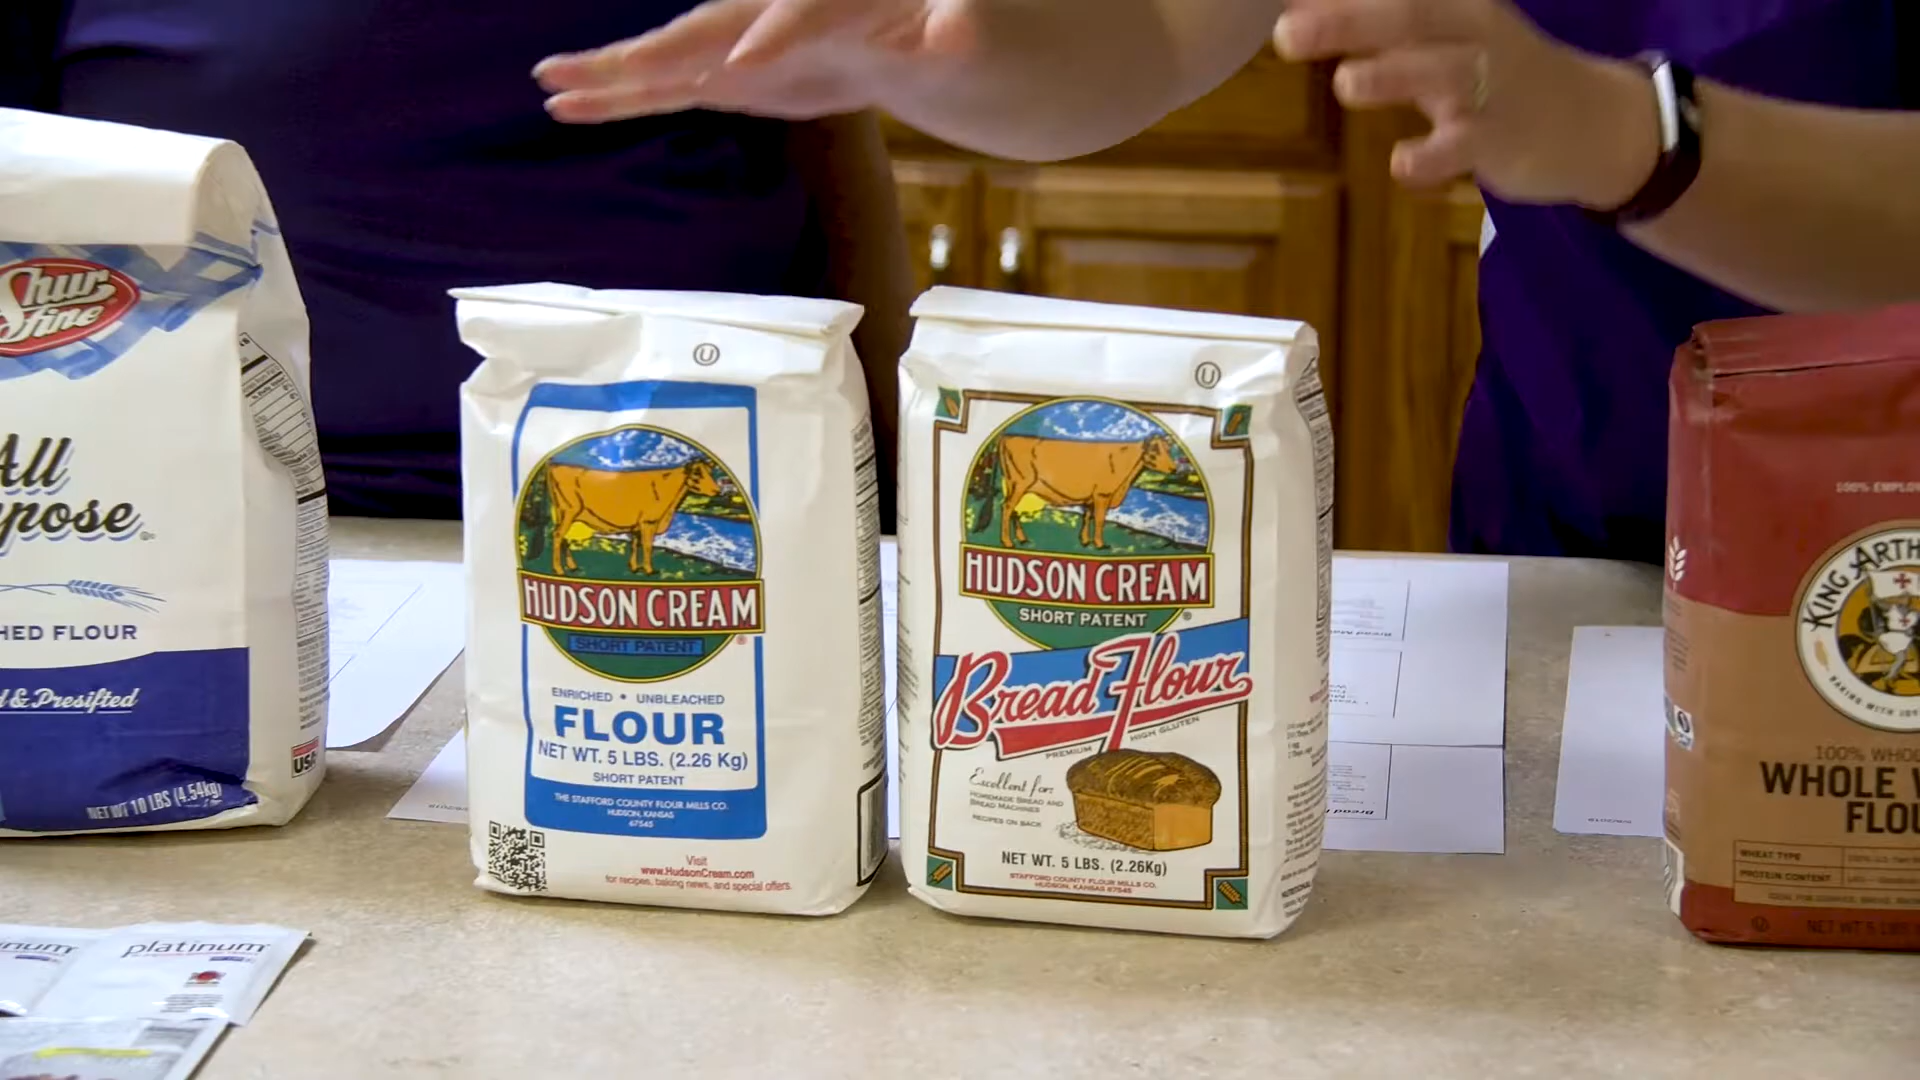 Shur
fine
All
pose
HED FLOUR
d & Presifted
NET WT 10 LBS (4.54kg)
USA
platinum
U
HUDSON CREAM
SHORT PATENT
ENRICHED • UNBLEACHED
FLOUR
NET WT. 5 LBS. (2.26 Kg)
SHORT PATENT
THE STAFFORD COUNTY FLOUR MILLS CO.
HUDSON, KANSAS
67545
Visit
www.HudsonCream.com
for recipes, baking news, and special offers.
U
HUDSON CREAM
SHORT PATENT
Bread Flour
PREMIUM HIGH GLUTEN
Excellent for:
HOMEMADE BREAD AND
BREAD MACHINES
RECIPES ON BACK
NET WT. 5 LBS. (2.26Kg)
STAFFORD COUNTY FLOUR MILLS CO.
HUDSON, KANSAS 67545
100% EMPLOY
KING ARTH
BAKING WITH JOY
100% WHO
WHOLE W
FLOU
WHEAT TYPE
PROTEIN CONTENT
NET WT 5 LBS